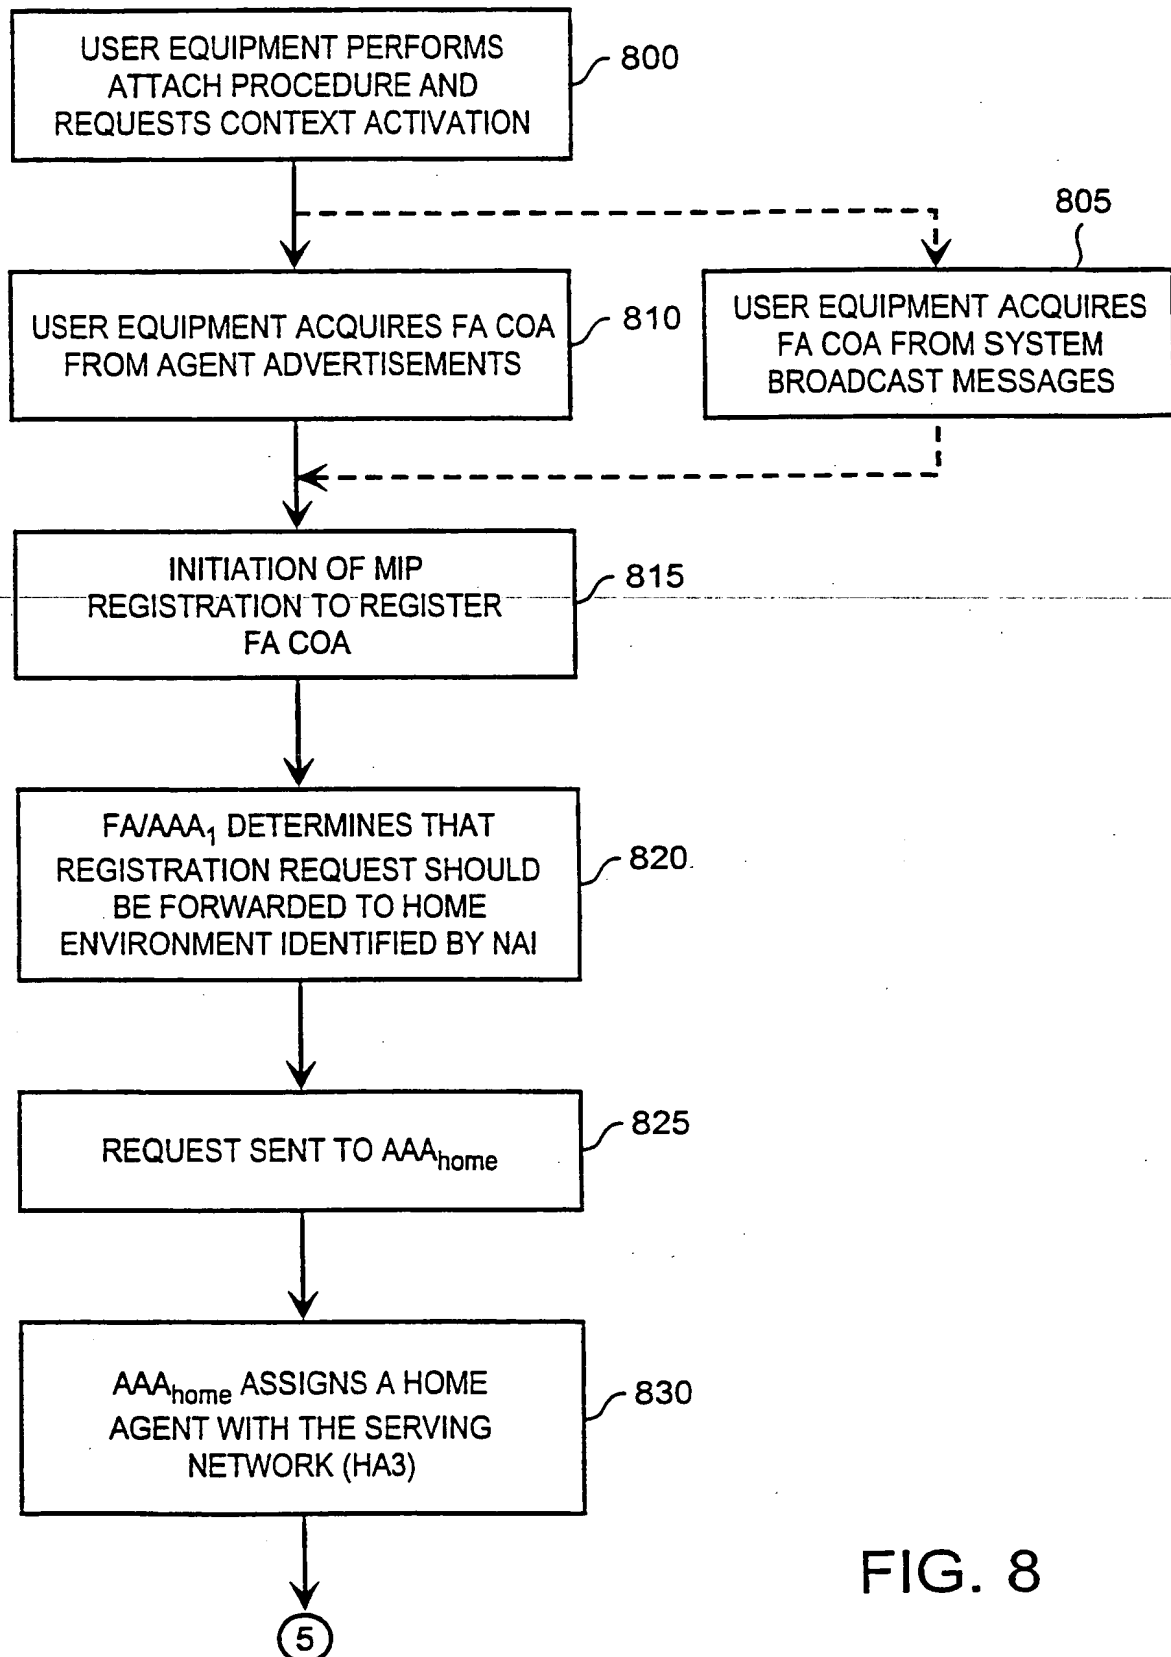 USER EQUIPMENT PERFORMS
ATTACH PROCEDURE AND
REQUESTS CONTEXT ACTIVATION
800
805
USER EQUIPMENT ACQUIRES FA COA
FROM AGENT ADVERTISEMENTS
810
USER EQUIPMENT ACQUIRES
FA COA FROM SYSTEM
BROADCAST MESSAGES
INITIATION OF MIP
REGISTRATION TO REGISTER
FA COA
815
FA/AAA1 DETERMINES THAT
REGISTRATION REQUEST SHOULD
BE FORWARDED TO HOME
ENVIRONMENT IDENTIFIED BY NAI
820
REQUEST SENT TO AAAhome
825
AAAhome ASSIGNS A HOME
AGENT WITH THE SERVING
NETWORK (HA3)
830
5
FIG. 8